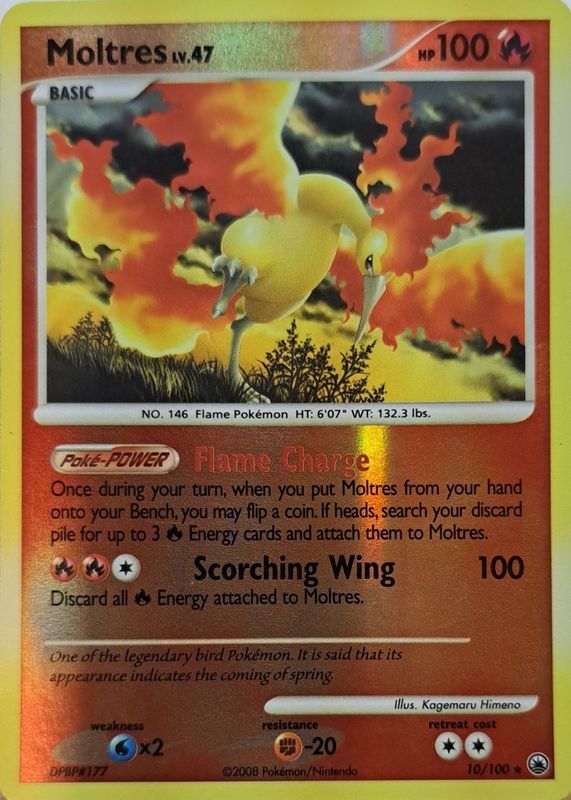 Moltres LV.47
HP 100
BASIC
NO. 146 Flame Pokémon HT: 6'07" WT: 132.3 lbs.
Poké-POWER Flame Charge
Once during your turn, when you put Moltres from your hand
onto your Bench, you may flip a coin. If heads, search your discard
pile for up to 3 Energy cards and attach them to Moltres.
Scorching Wing 100
Discard all Energy attached to Moltres.
One of the legendary bird Pokémon. It is said that its
appearance indicates the coming of spring.
Illus. Kagemaru Himeno
weakness resistance retreat cost
×2 -20
DPBP#177 ©2008 Pokémon/Nintendo 10/100 ★